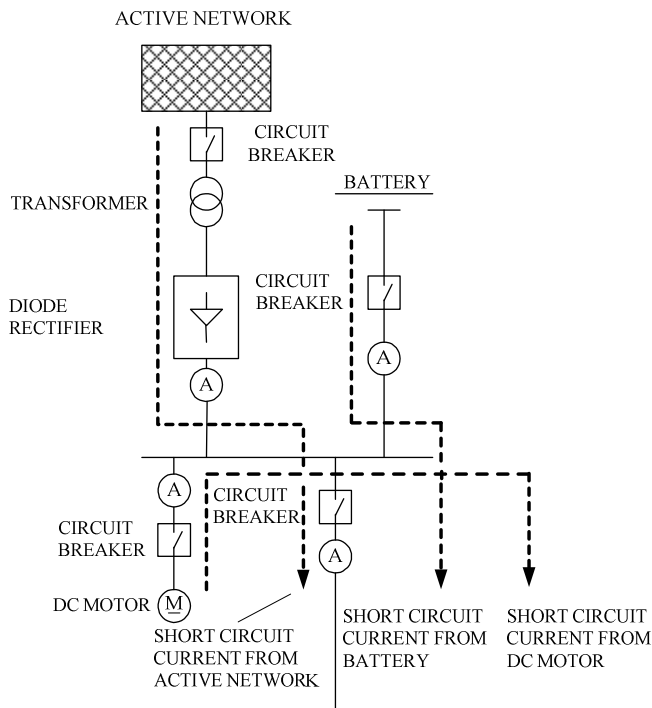 ACTIVE NETWORK
CIRCUIT
BREAKER
BATTERY
TRANSFORMER
CIRCUIT
BREAKER
DIODE
RECTIFIER
A
A
A
CIRCUIT
BREAKER
CIRCUIT
BREAKER
A
DC MOTOR
M
SHORT CIRCUIT
CURRENT FROM
ACTIVE NETWORK
SHORT CIRCUIT
CURRENT FROM
BATTERY
SHORT CIRCUIT
CURRENT FROM
DC MOTOR